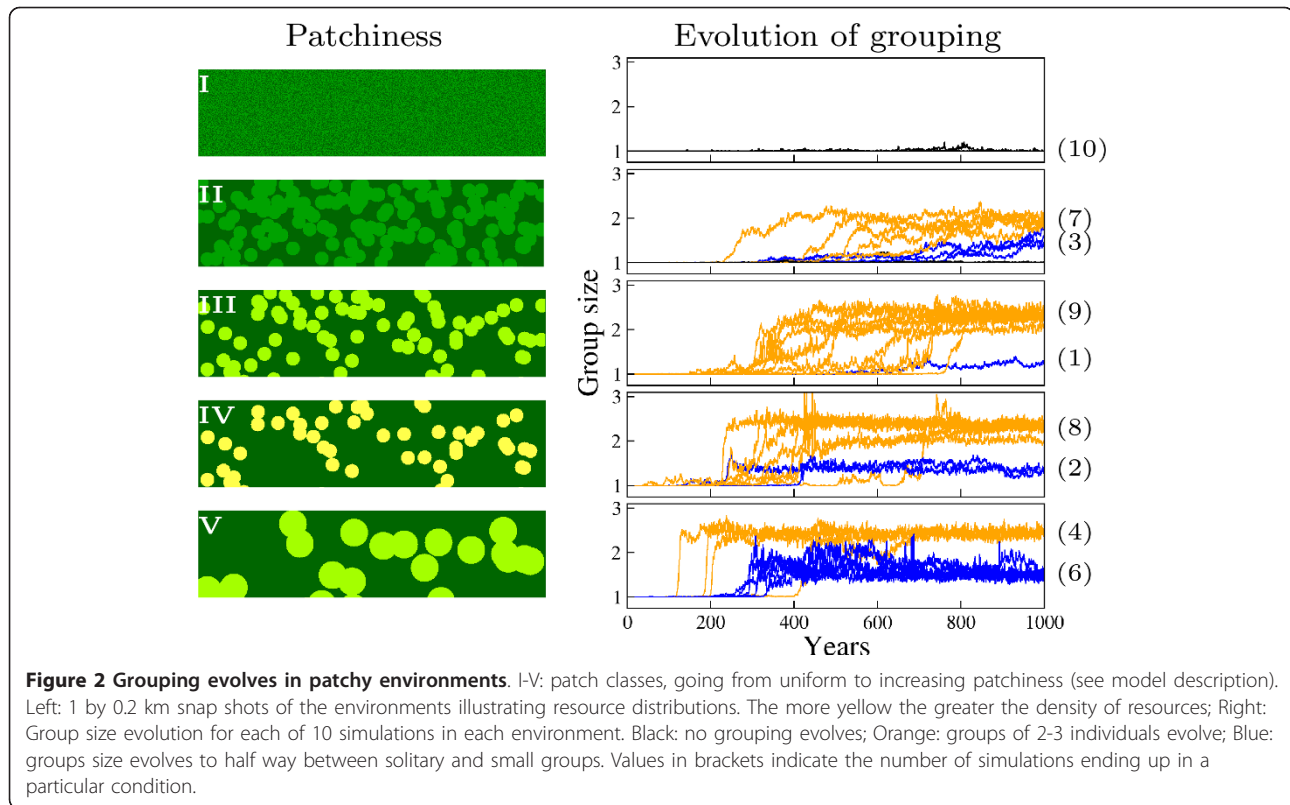 Patchiness
Evolution of grouping
I
3
2
1
(10)
II
3
2
1
(7)
(3)
III
3
2
1
(9)
(1)
Group size
IV
3
2
1
(8)
(2)
V
3
2
1
(4)
(6)
0 200 400 600 800 1000
Years
Figure 2 Grouping evolves in patchy environments. I-V: patch classes, going from uniform to increasing patchiness (see model description).
Left: 1 by 0.2 km snap shots of the environments illustrating resource distributions. The more yellow the greater the density of resources; Right:
Group size evolution for each of 10 simulations in each environment. Black: no grouping evolves; Orange: groups of 2-3 individuals evolve; Blue:
groups size evolves to half way between solitary and small groups. Values in brackets indicate the number of simulations ending up in a
particular condition.